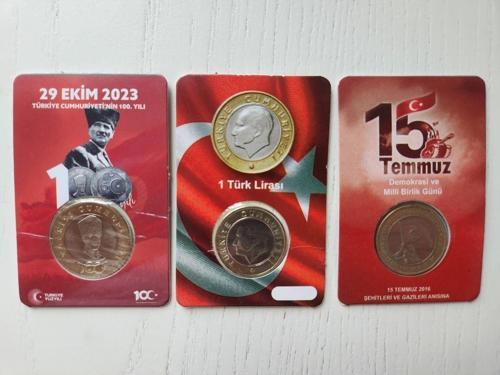 29 EKİM 2023
TÜRKİYE CUMHURİYETİ'NİN 100. YILI
TÜRKİYE
YÜZYILI
100
TÜRKİYE CUMHURİYETİ
1 Türk Lirası
TÜRKİYE CUMHURİYETİ
15
Temmuz
Demokrasi ve
Milli Birlik Günü
15 TEMMUZ 2016
ŞEHİTLERİ VE GAZİLERİ ANISINA